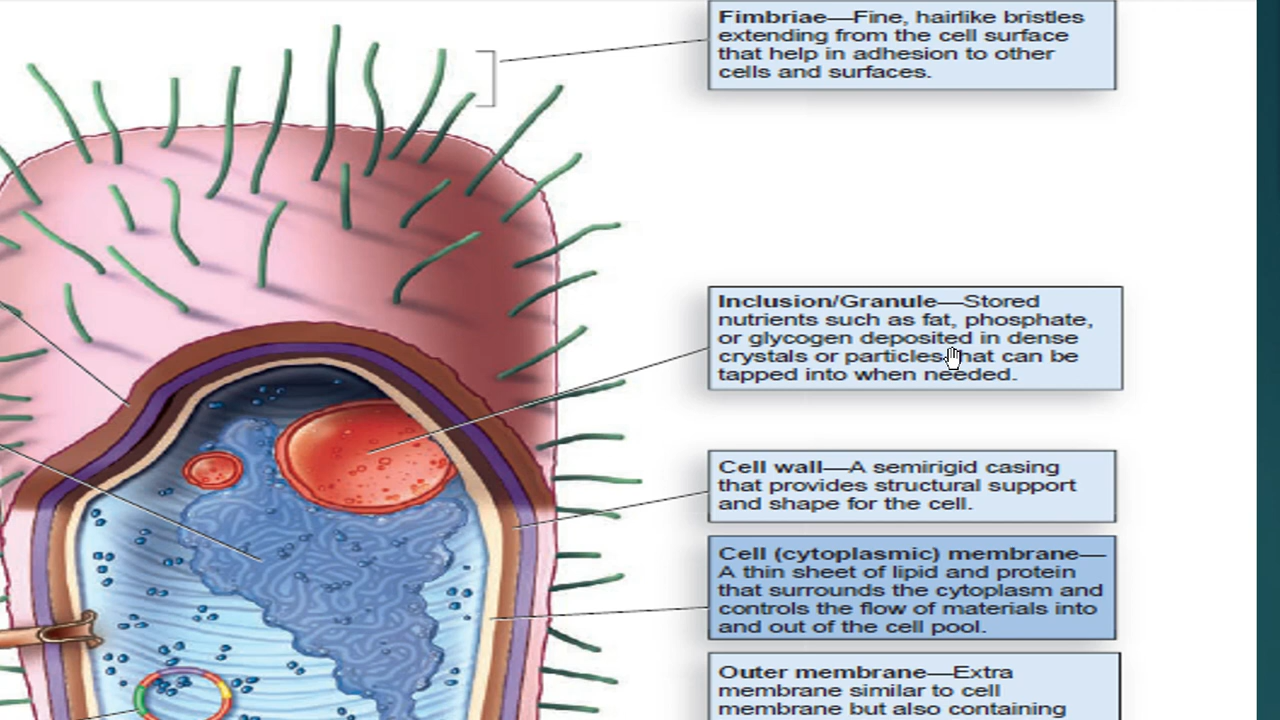 Fimbriae—Fine, hairlike bristles
extending from the cell surface
that help in adhesion to other
cells and surfaces.
Inclusion/Granule—Stored
nutrients such as fat, phosphate,
or glycogen deposited in dense
crystals or particles that can be
tapped into when needed.
Cell wall—A semirigid casing
that provides structural support
and shape for the cell.
Cell (cytoplasmic) membrane—
A thin sheet of lipid and protein
that surrounds the cytoplasm and
controls the flow of materials into
and out of the cell pool.
Outer membrane—Extra
membrane similar to cell
membrane but also containing